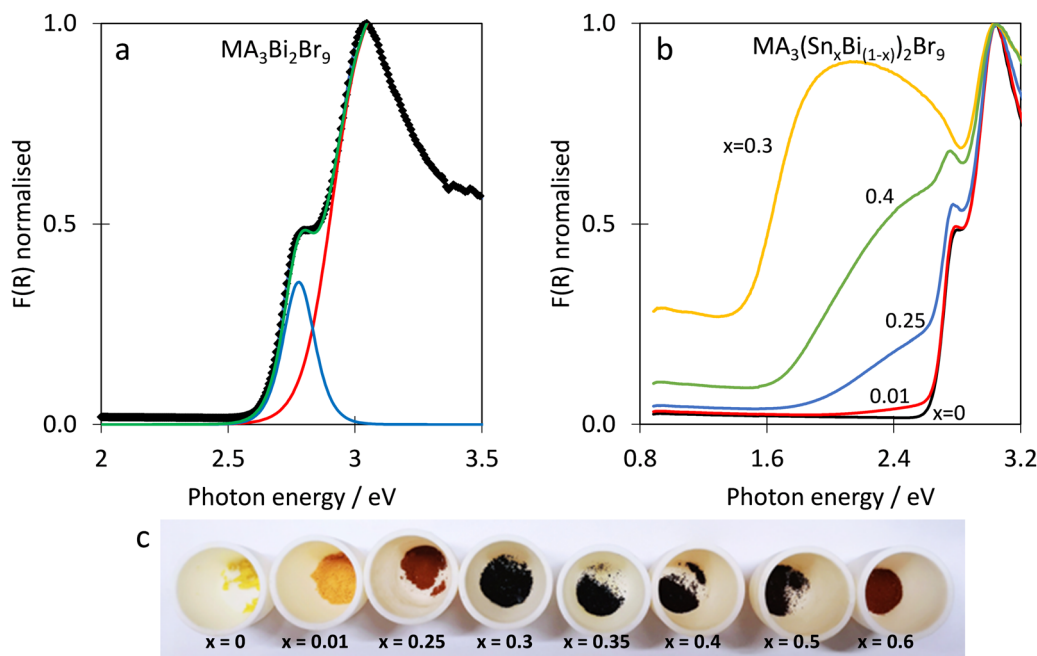 a
MA₃Bi₂Br₉
1.0
0.5
0.0
F(R) normalised
2
2.5
3
3.5
Photon energy / eV
b
MA₃(SnₓBi₍₁₋ₓ₎)₂Br₉
1.0
0.5
0.0
F(R) nromalised
x=0.3
0.4
0.25
0.01
x=0
0.8
1.6
2.4
3.2
Photon energy / eV
c
x = 0
x = 0.01
x = 0.25
x = 0.3
x = 0.35
x = 0.4
x = 0.5
x = 0.6